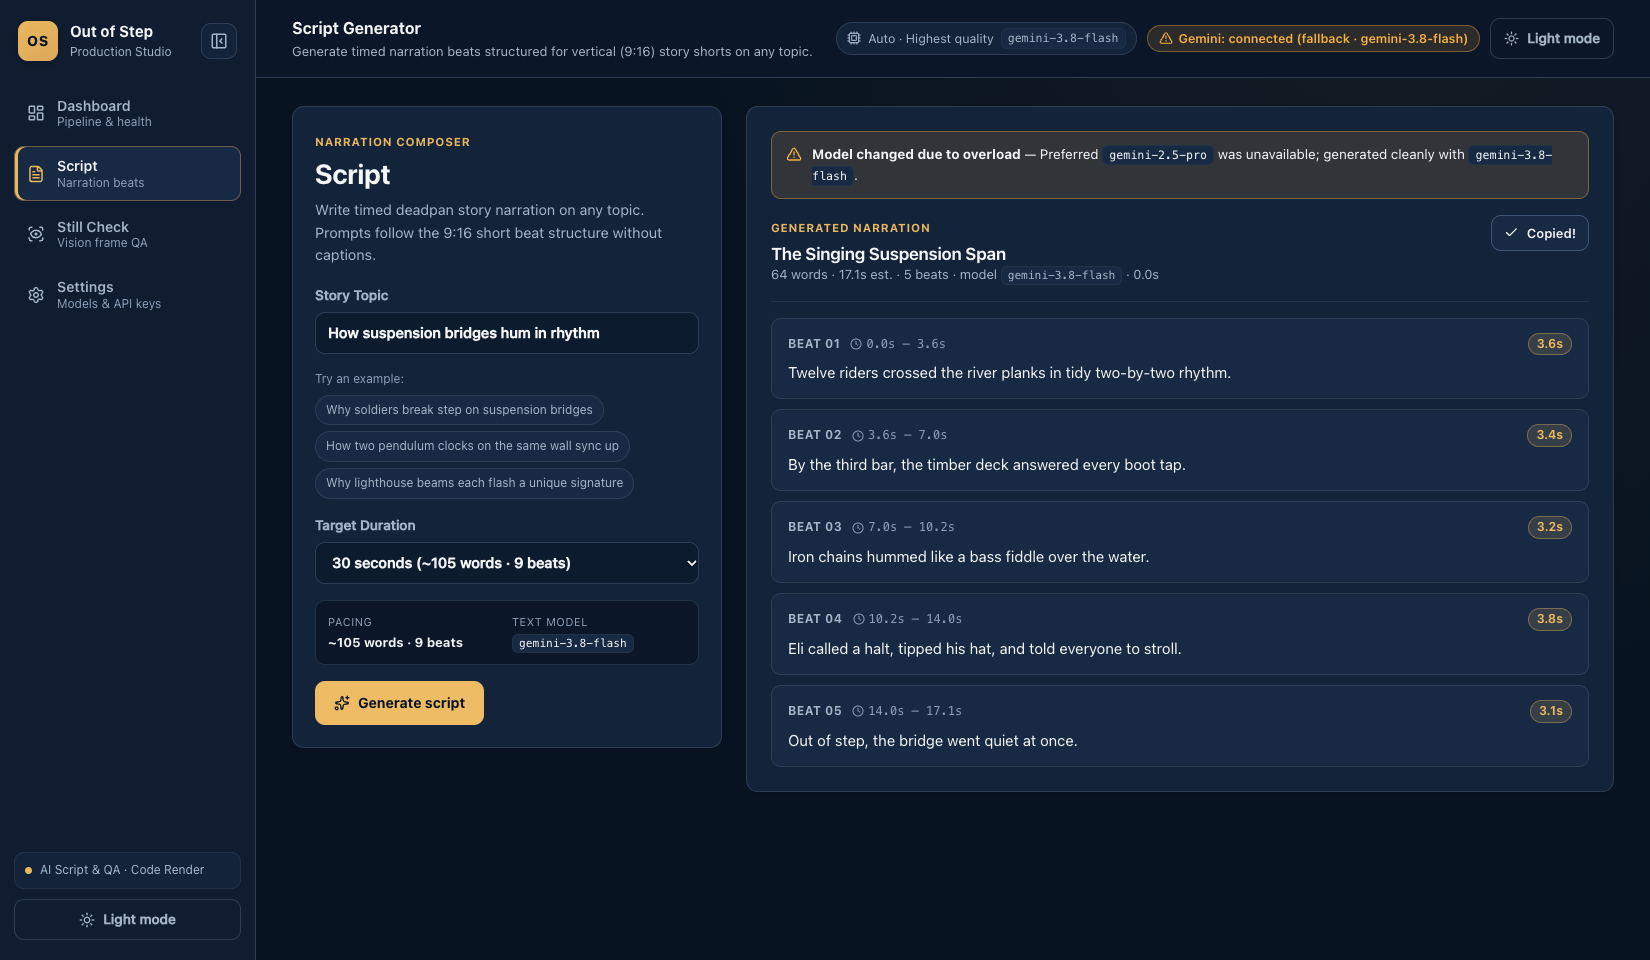 OS
Out of Step
Production Studio
Dashboard
Pipeline & health
Script
Narration beats
Still Check
Vision frame QA
Settings
Models & API keys
AI Script & QA · Code Render
Light mode
Script Generator
Generate timed narration beats structured for vertical (9:16) story shorts on any topic.
Auto · Highest quality gemini-3.8-flash
Gemini: connected (fallback · gemini-3.8-flash)
Light mode
NARRATION COMPOSER
Script
Write timed deadpan story narration on any topic.
Prompts follow the 9:16 short beat structure without
captions.
Story Topic
How suspension bridges hum in rhythm
Try an example:
Why soldiers break step on suspension bridges
How two pendulum clocks on the same wall sync up
Why lighthouse beams each flash a unique signature
Target Duration
30 seconds (~105 words · 9 beats)
PACING
~105 words · 9 beats
TEXT MODEL
gemini-3.8-flash
Generate script
Model changed due to overload — Preferred gemini-2.5-pro was unavailable; generated cleanly with gemini-3.8-
flash.
GENERATED NARRATION
The Singing Suspension Span
64 words · 17.1s est. · 5 beats · model gemini-3.8-flash · 0.0s
Copied!
BEAT 01 0.0s — 3.6s
3.6s
Twelve riders crossed the river planks in tidy two-by-two rhythm.
BEAT 02 3.6s — 7.0s
3.4s
By the third bar, the timber deck answered every boot tap.
BEAT 03 7.0s — 10.2s
3.2s
Iron chains hummed like a bass fiddle over the water.
BEAT 04 10.2s — 14.0s
3.8s
Eli called a halt, tipped his hat, and told everyone to stroll.
BEAT 05 14.0s — 17.1s
3.1s
Out of step, the bridge went quiet at once.